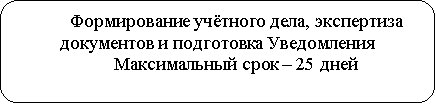 Формирование учётного дела, экспертиза
документов и подготовка Уведомления
Максимальный срок – 25 дней